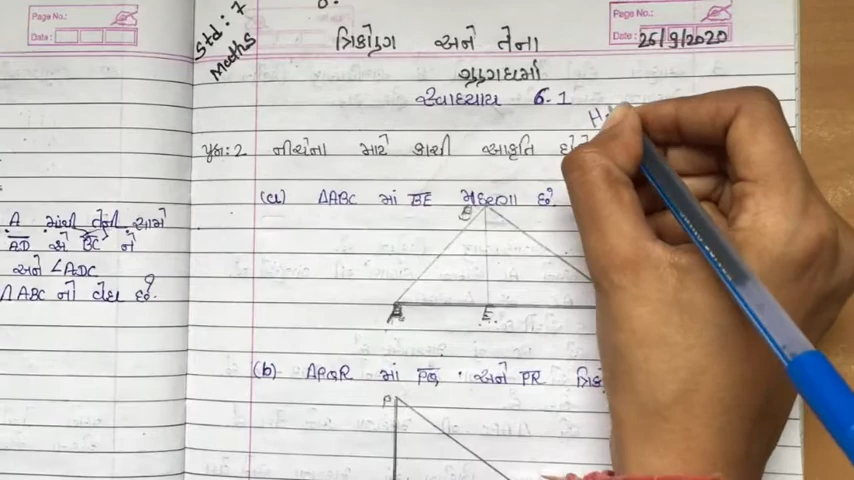 Page No.:
Date:
A માંથી તેની સામે
AD એ BC ને
અને ∠ADC
ΔABC નો વેધ છે.
Std: 7
Maths
Page No.:
Date: 25/9/2020
ત્રિકોણ અને તેના
ગુણધર્મો
સ્વાધ્યાય 6.1
પ્રશ્ન:2 નીચેના માટે કાચી આકૃતિ દોરો
H.
(a) ΔABC માં BE મધ્યગા છે.
B
A
E
(b) ΔPQR માં PQ અને PR ત્રિકો
P